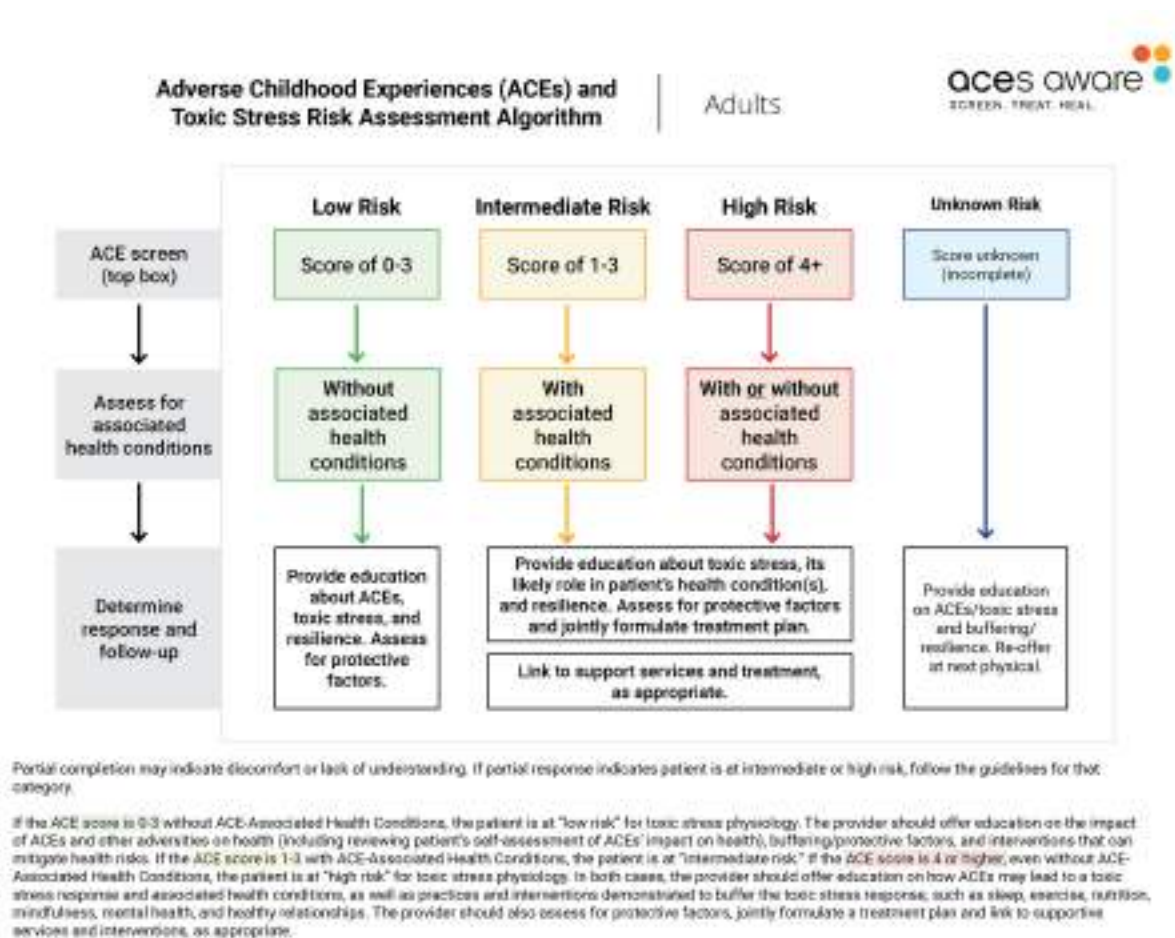 Adverse Childhood Experiences (ACEs) and
Toxic Stress Risk Assessment Algorithm
Adults
aces aware
SCREEN. TREAT. HEAL.
Low Risk
Intermediate Risk
High Risk
Unknown Risk
ACE screen
(top box)
Score of 0-3
Score of 1-3
Score of 4+
Score unknown
(incomplete)
Assess for
associated
health conditions
Without
associated
health
conditions
With
associated
health
conditions
With or without
associated
health
conditions
Determine
response and
follow-up
Provide education
about ACEs,
toxic stress, and
resilience. Assess
for protective
factors.
Provide education about toxic stress, its
likely role in patient's health condition(s),
and resilience. Assess for protective factors
and jointly formulate treatment plan.
Link to support services and treatment,
as appropriate.
Provide education
on ACEs/toxic stress
and buffering/
resilience. Re-offer
at next physical.
Partial completion may indicate discomfort or lack of understanding. If partial response indicates patient is at intermediate or high risk, follow the guidelines for that
category.
If the ACE score is 0-3 without ACE-Associated Health Conditions, the patient is at "low risk" for toxic stress physiology. The provider should offer education on the impact
of ACEs and other adversities on health (including reviewing patient's self-assessment of ACEs' impact on health), buffering/protective factors, and interventions that can
mitigate health risks. If the ACE score is 1-3 with ACE-Associated Health Conditions, the patient is at "intermediate risk." If the ACE score is 4 or higher, even without ACE-
Associated Health Conditions, the patient is at "high risk" for toxic stress physiology. In both cases, the provider should offer education on how ACEs may lead to a toxic
stress response and associated health conditions, as well as practices and interventions demonstrated to buffer the toxic stress response, such as sleep, exercise, nutrition,
mindfulness, mental health, and healthy relationships. The provider should also assess for protective factors, jointly formulate a treatment plan and link to supportive
services and interventions, as appropriate.